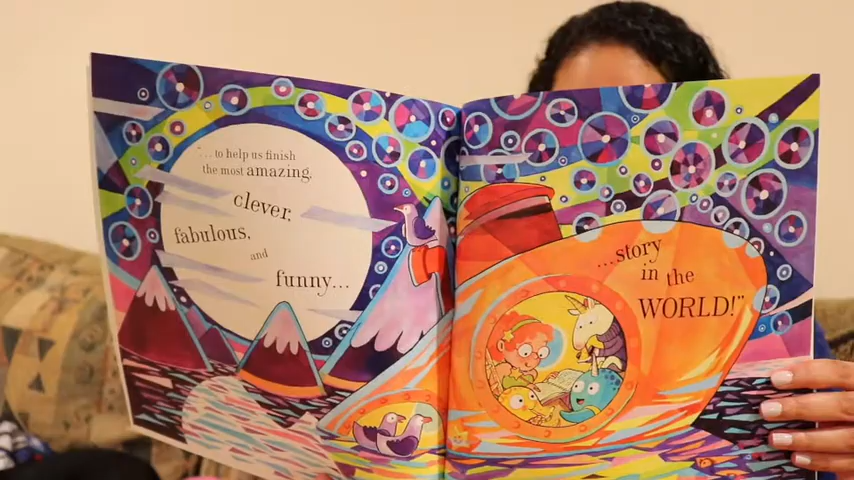 "...to help us finish
the most amazing,
clever,
fabulous,
and
funny...
...story
in the
WORLD!"